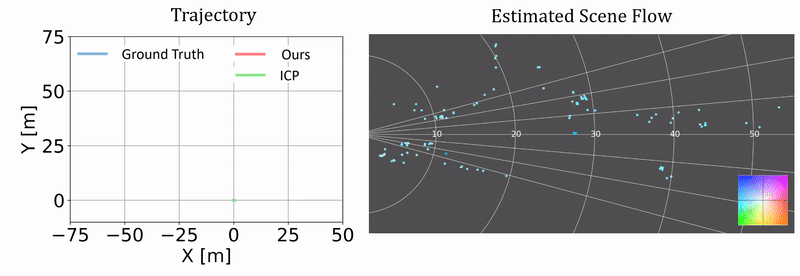 Trajectory
75
50
25
0
Y [m]
Ground Truth
Ours
ICP
−75 −50 −25 0 25 50
X [m]
Estimated Scene Flow
10 20 30 40 50